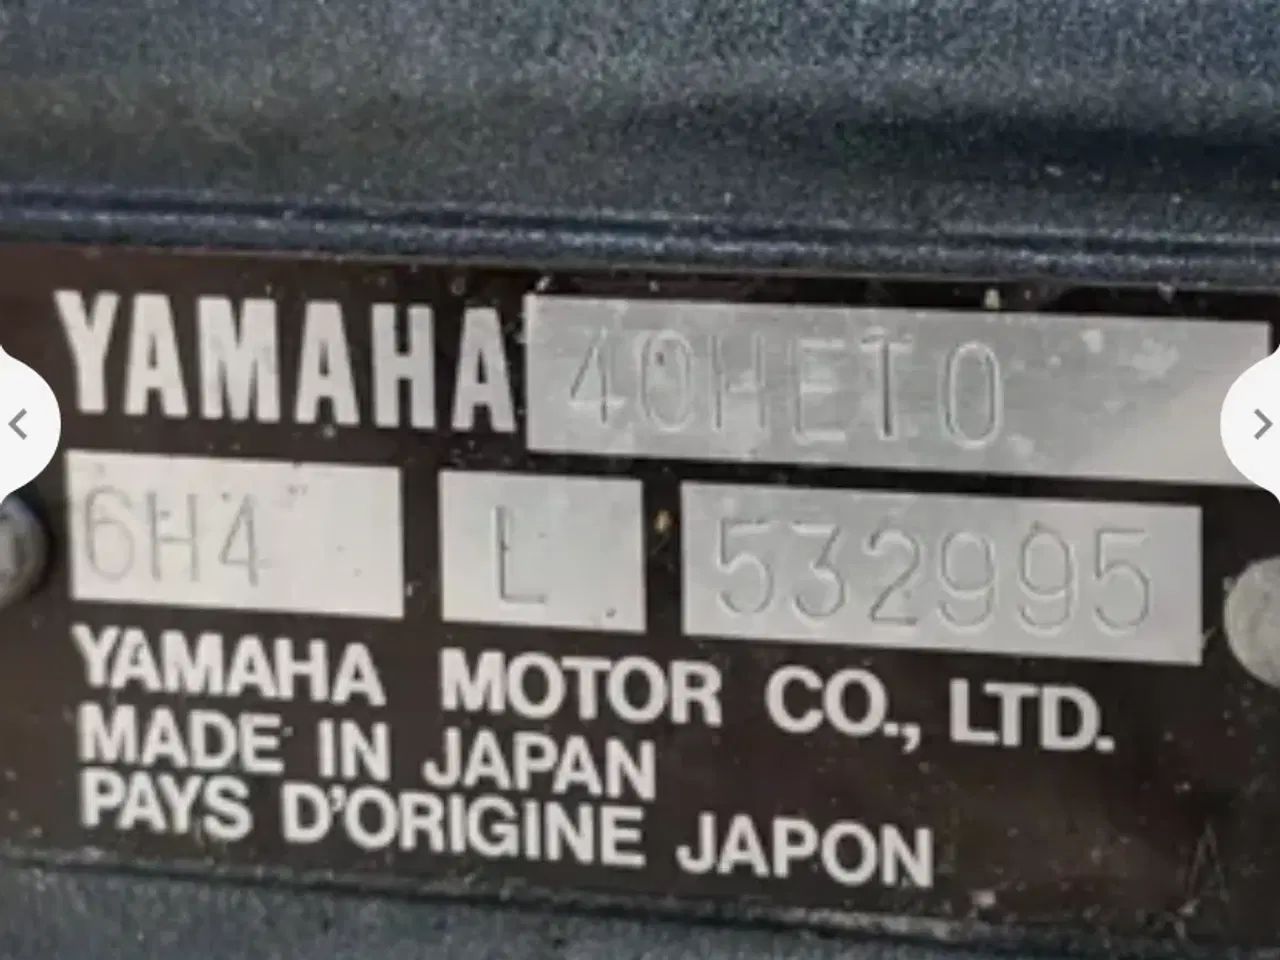 YAMAHA 40HETO
6H4 L 532995
YAMAHA MOTOR CO., LTD.
MADE IN JAPAN
PAYS D'ORIGINE JAPON